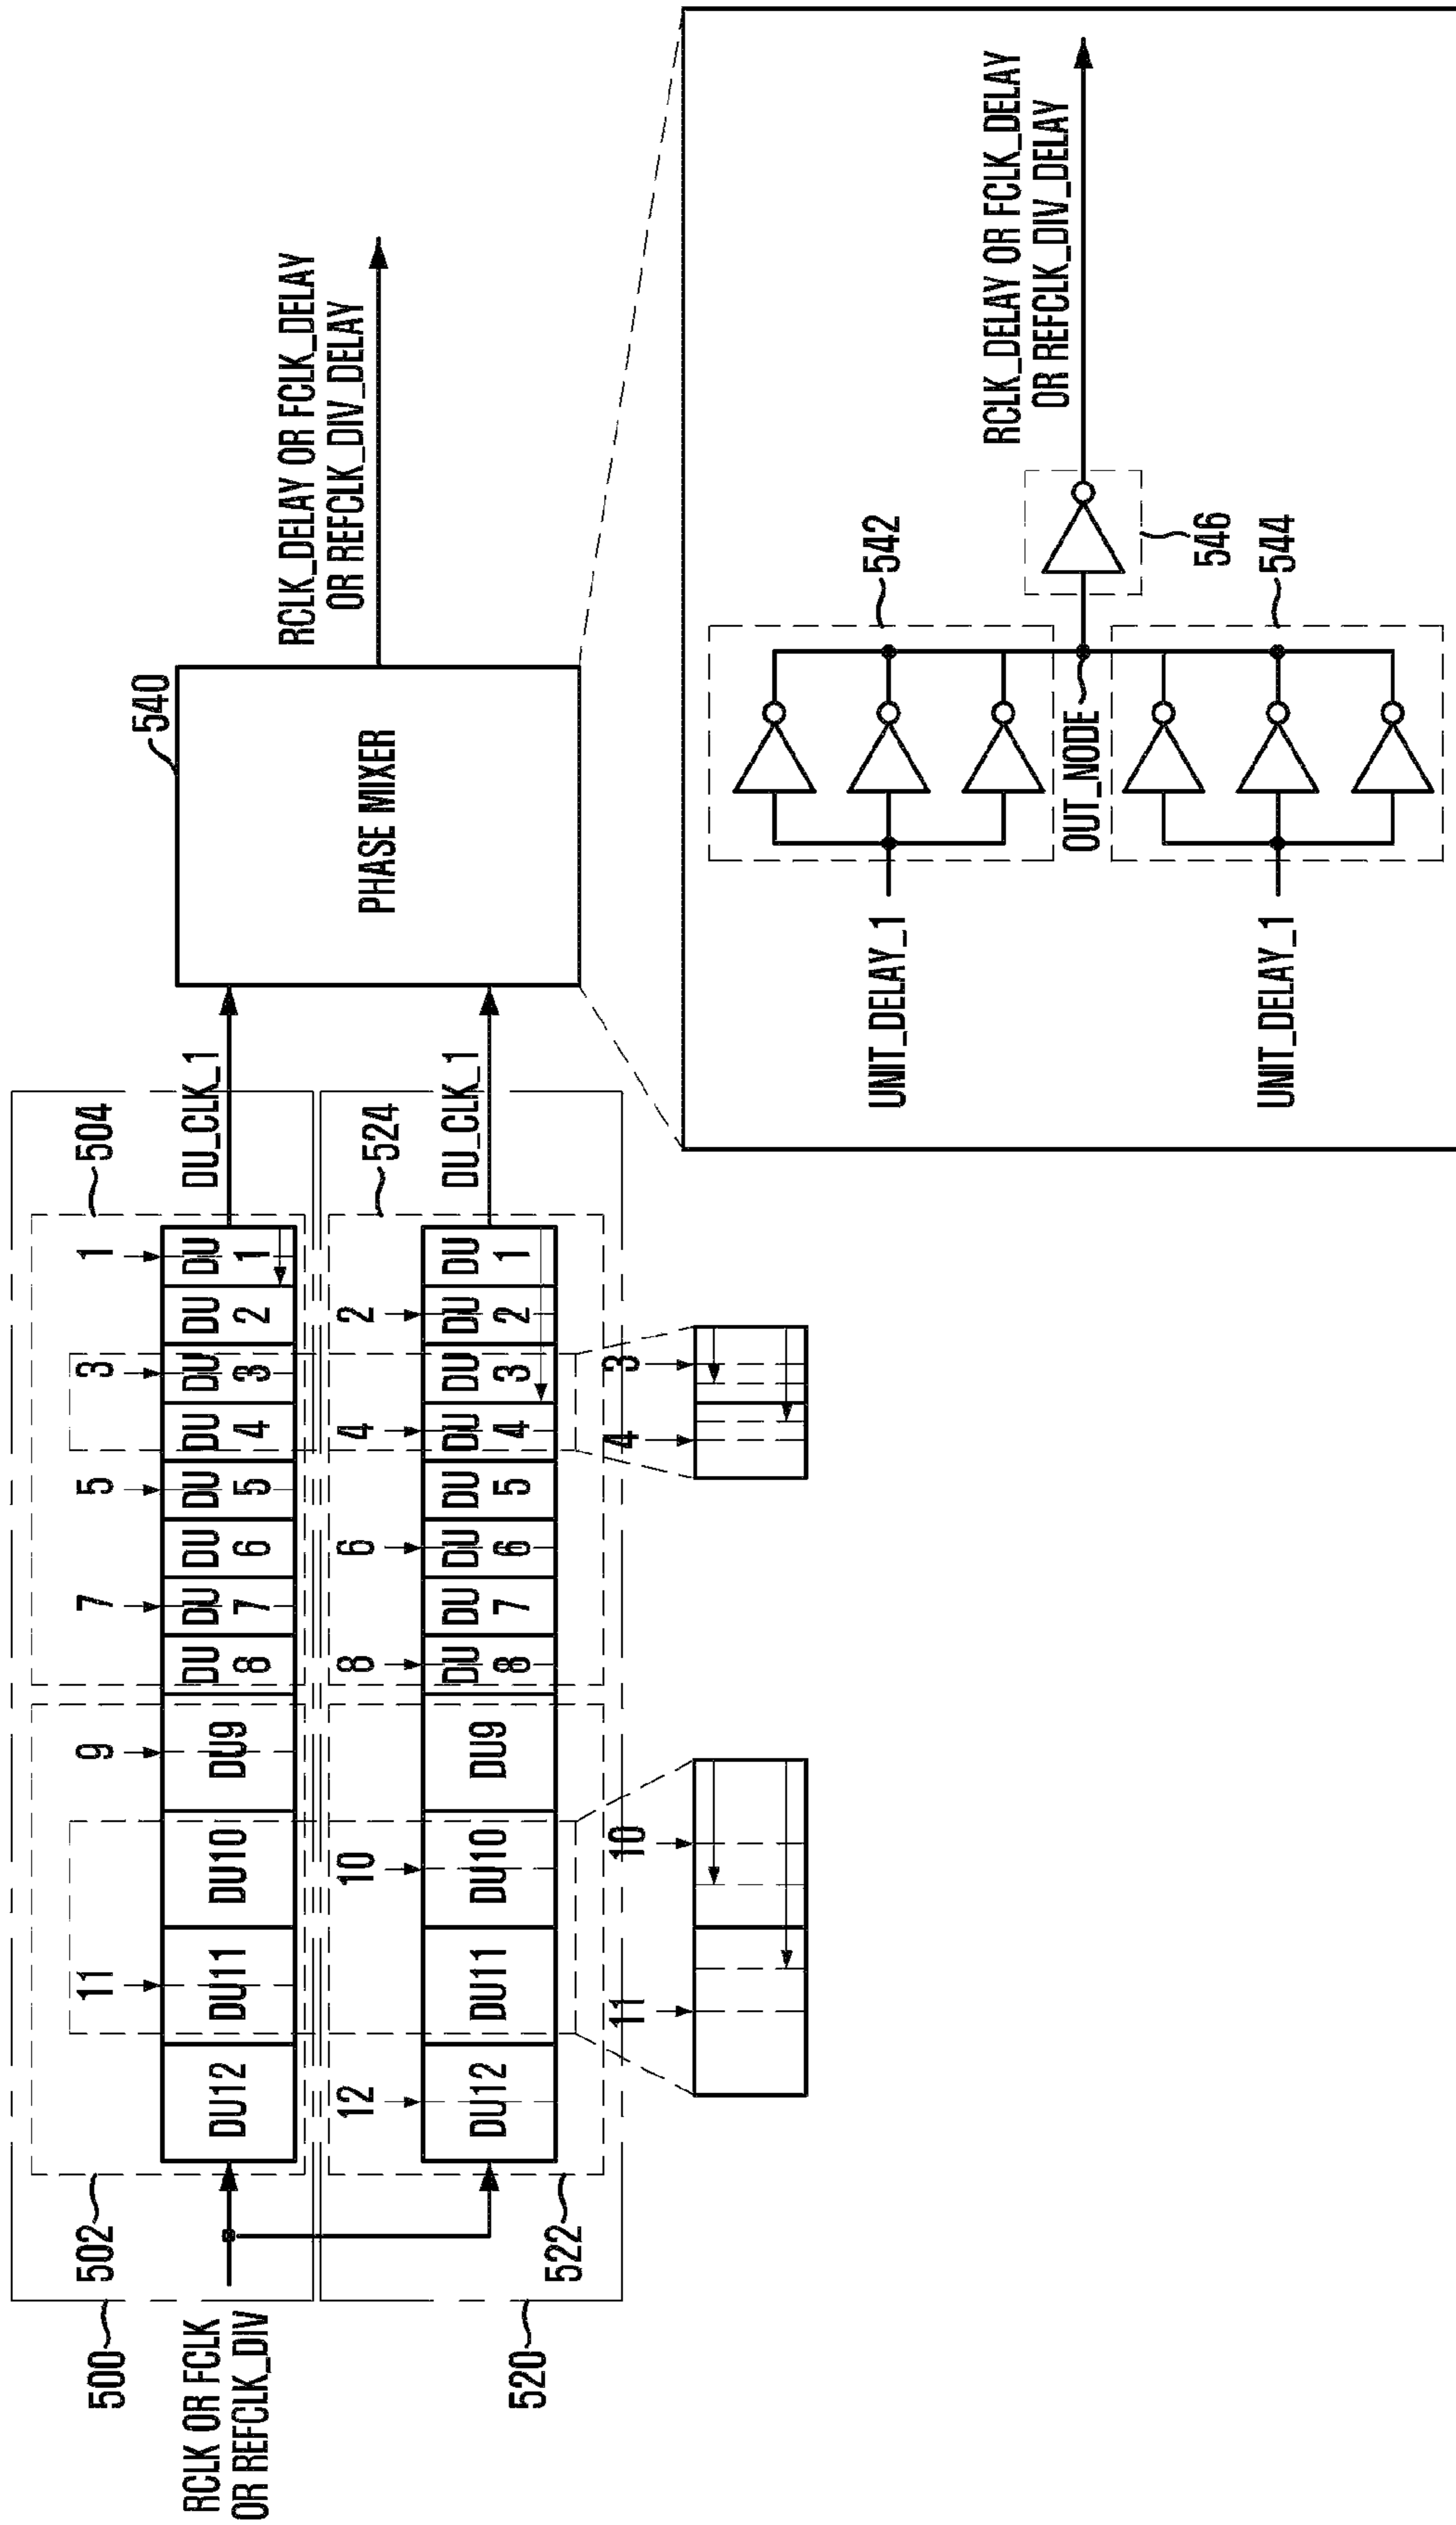 500
502
504
RCLK OR FCLK
OR REFCLK_DIV
11
9
7
5
3
1
DU12
DU11
DU10
DU9
DU 8
DU 7
DU 6
DU 5
DU 4
DU 3
DU 2
DU 1
DU_CLK_1
540
PHASE MIXER
RCLK_DELAY OR FCLK_DELAY
OR REFCLK_DIV_DELAY
520
522
524
12
10
8
6
4
2
DU12
DU11
DU10
DU9
DU 8
DU 7
DU 6
DU 5
DU 4
DU 3
DU 2
DU 1
DU_CLK_1
11
10
4
3
UNIT_DELAY_1
542
OUT_NODE
546
RCLK_DELAY OR FCLK_DELAY
OR REFCLK_DIV_DELAY
UNIT_DELAY_1
544